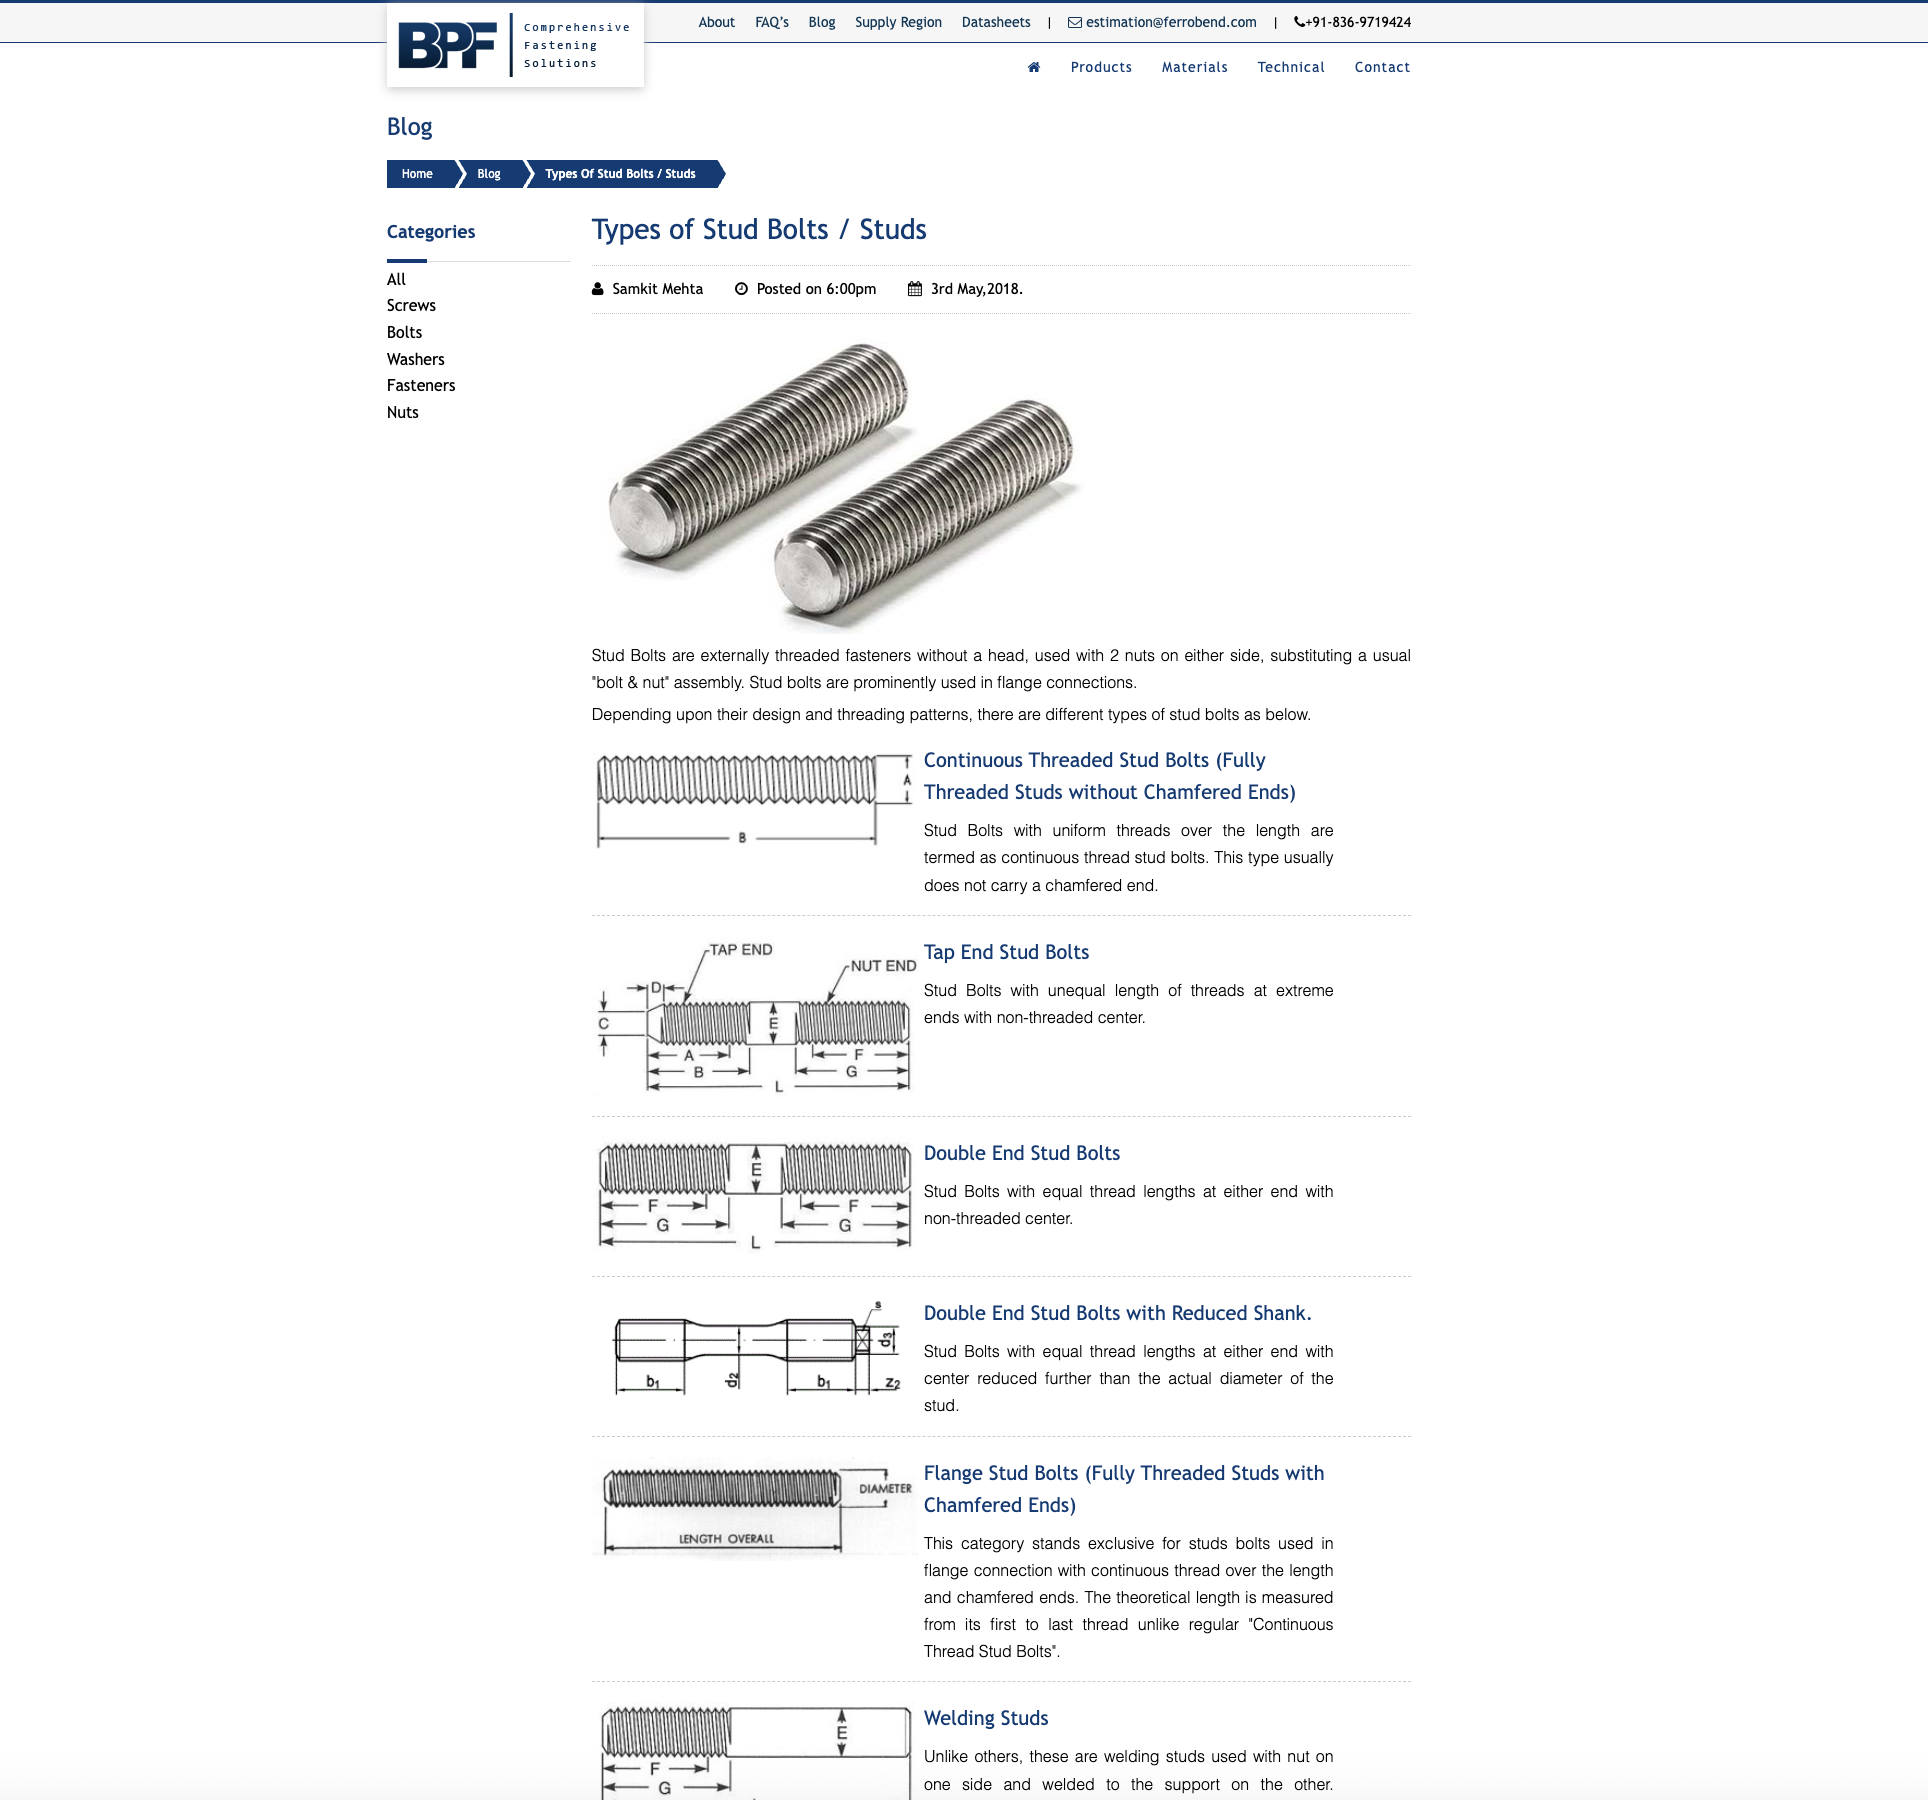 BPF
Comprehensive
Fastening
Solutions
About FAQ's Blog Supply Region Datasheets | estimation@ferrobend.com | +91-836-9719424
Products Materials Technical Contact
Blog
Home Blog Types Of Stud Bolts / Studs
Categories
All
Screws
Bolts
Washers
Fasteners
Nuts
Types of Stud Bolts / Studs
Samkit Mehta Posted on 6:00pm 3rd May,2018.
Stud Bolts are externally threaded fasteners without a head, used with 2 nuts on either side, substituting a usual
"bolt & nut" assembly. Stud bolts are prominently used in flange connections.
Depending upon their design and threading patterns, there are different types of stud bolts as below.
A
B
Continuous Threaded Stud Bolts (Fully
Threaded Studs without Chamfered Ends)
Stud Bolts with uniform threads over the length are
termed as continuous thread stud bolts. This type usually
does not carry a chamfered end.
TAP END
NUT END
D
C
E
A F
B G
L
Tap End Stud Bolts
Stud Bolts with unequal length of threads at extreme
ends with non-threaded center.
E
F F
G G
L
Double End Stud Bolts
Stud Bolts with equal thread lengths at either end with
non-threaded center.
s
d3
b1 d2 b1 z2
Double End Stud Bolts with Reduced Shank.
Stud Bolts with equal thread lengths at either end with
center reduced further than the actual diameter of the
stud.
DIAMETER
LENGTH OVERALL
Flange Stud Bolts (Fully Threaded Studs with
Chamfered Ends)
This category stands exclusive for studs bolts used in
flange connection with continuous thread over the length
and chamfered ends. The theoretical length is measured
from its first to last thread unlike regular "Continuous
Thread Stud Bolts".
E
F
G
Welding Studs
Unlike others, these are welding studs used with nut on
one side and welded to the support on the other.